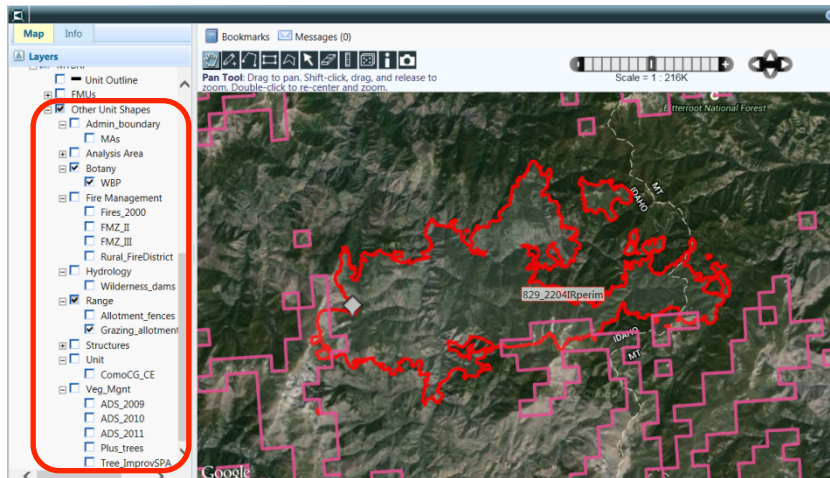 Map
Info
Layers
Unit Outline
FMUs
Other Unit Shapes
Admin_boundary
MAs
Analysis Area
Botany
WBP
Fire Management
Fires_2000
FMZ_II
FMZ_III
Rural_FireDistrict
Hydrology
Wilderness_dams
Range
Allotment_fences
Grazing_allotment
Structures
Unit
ComoCG_CE
Veg_Mgnt
ADS_2009
ADS_2010
ADS_2011
Plus_trees
Tree_ImprovSPA
Bookmarks
Messages (0)
Pan Tool: Drag to pan. Shift-click, drag, and release to
zoom. Double-click to re-center and zoom.
Scale = 1 : 216K
Bitterroot National Forest
MT
IDAHO
829_2204IRperim
IDAHO
MT
Google